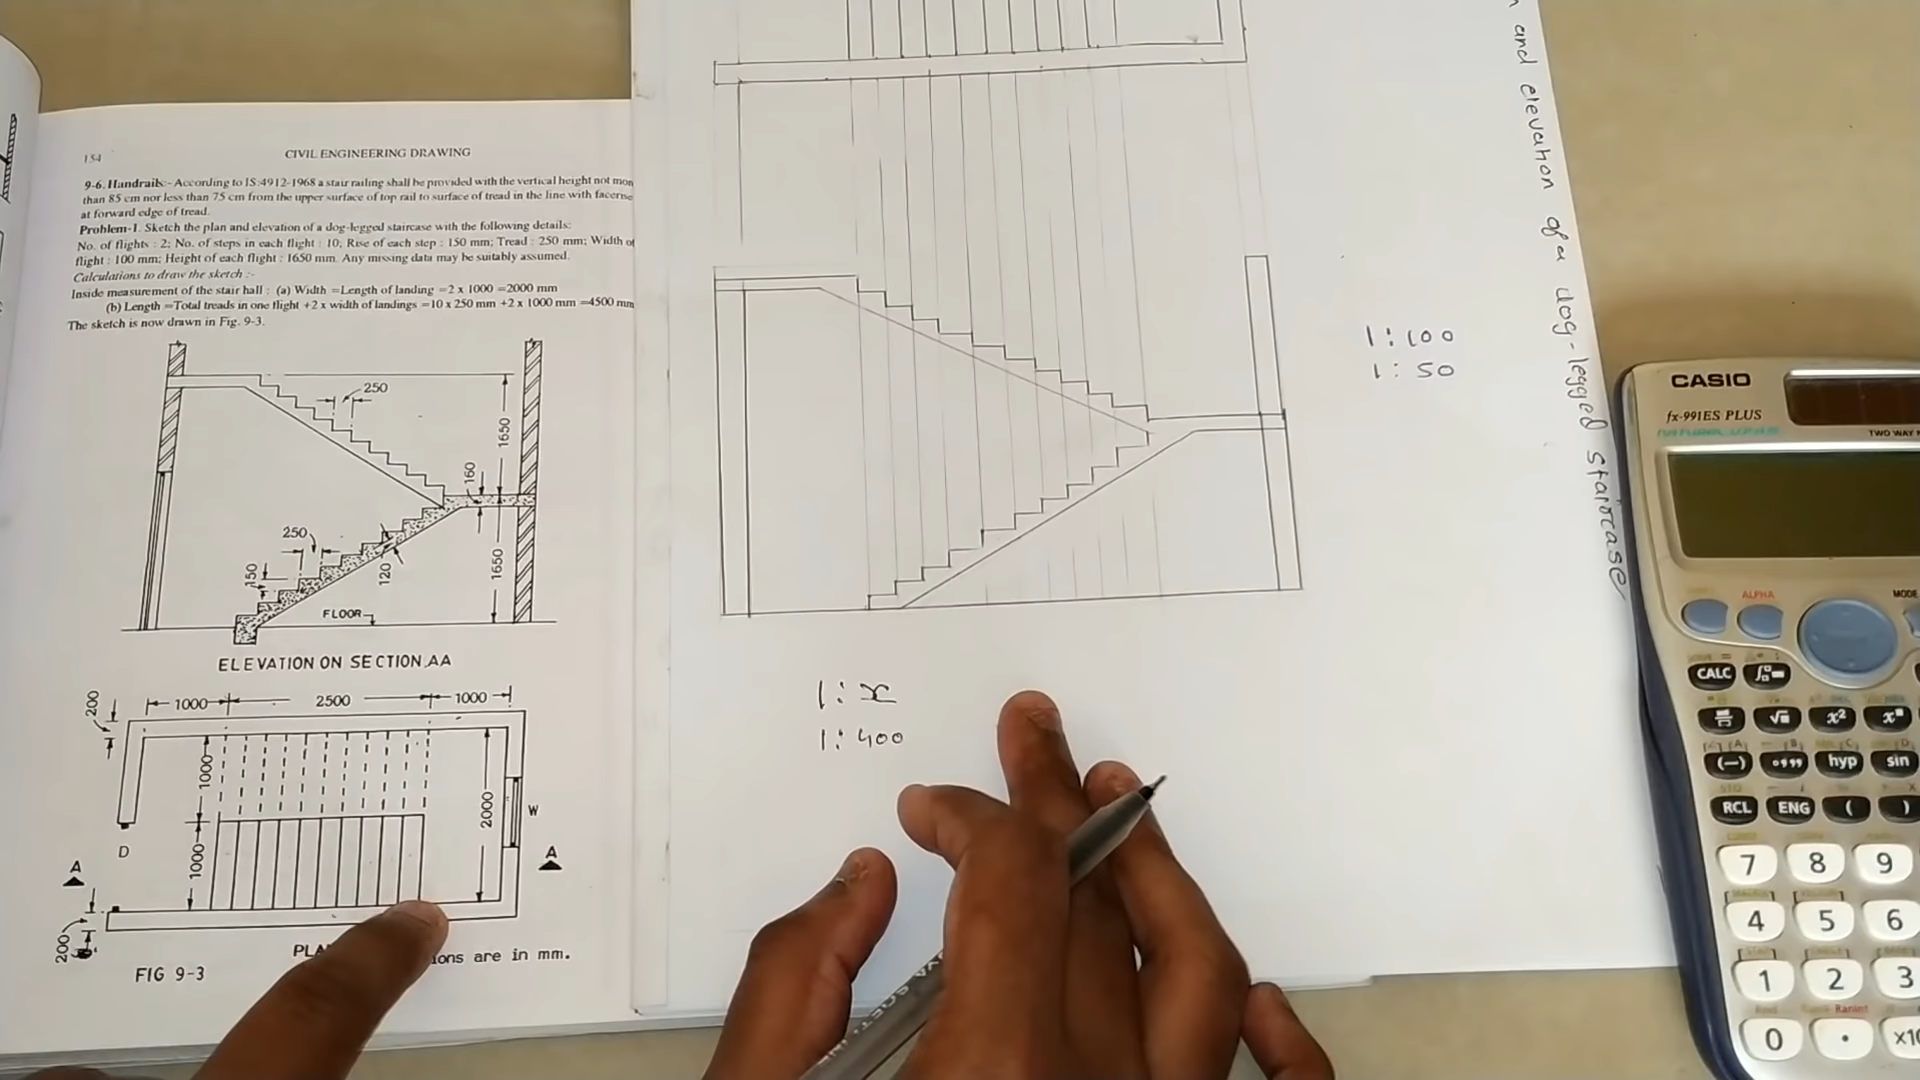 154
CIVIL ENGINEERING DRAWING
9-6. Handrails:- According to IS:4912-1968 a stair railing shall be provided with the vertical height not
than 85 cm nor less than 75 cm from the upper surface of top rail to surface of tread in the line with
at forward edge of tread.
Problem-1. Sketch the plan and elevation of a dog-legged staircase with the following details:
No. of flights : 2; No. of steps in each flight : 10; Rise of each step : 150 mm; Tread : 250 mm; Width of
flight : 100 mm; Height of each flight : 1650 mm. Any missing data may be suitably assumed.
Calculations to draw the sketch :-
Inside measurement of the stair hall : (a) Width =Length of landing =2 x 1000 =2000 mm
(b) Length =Total treads in one flight +2 x width of landings =10 x 250 mm +2 x 1000 mm =4500 mm
The sketch is now drawn in Fig. 9-3.
250
1650
160
250
150
120
1650
FLOOR
ELEVATION ON SECTION AA
200
1000
2500
1000
1000
2000
W
D
1000
A
A
200
PLA
ions are in mm.
FIG 9-3
and elevation of a dog-legged staircase
1:100
1:50
1:x
1:400
CASIO
fx-991ES PLUS
TWO WAY
ALPHA
MODE
CALC
hyp
sin
RCL
ENG
(
)
7
8
9
4
5
6
1
2
3
0
.
×10